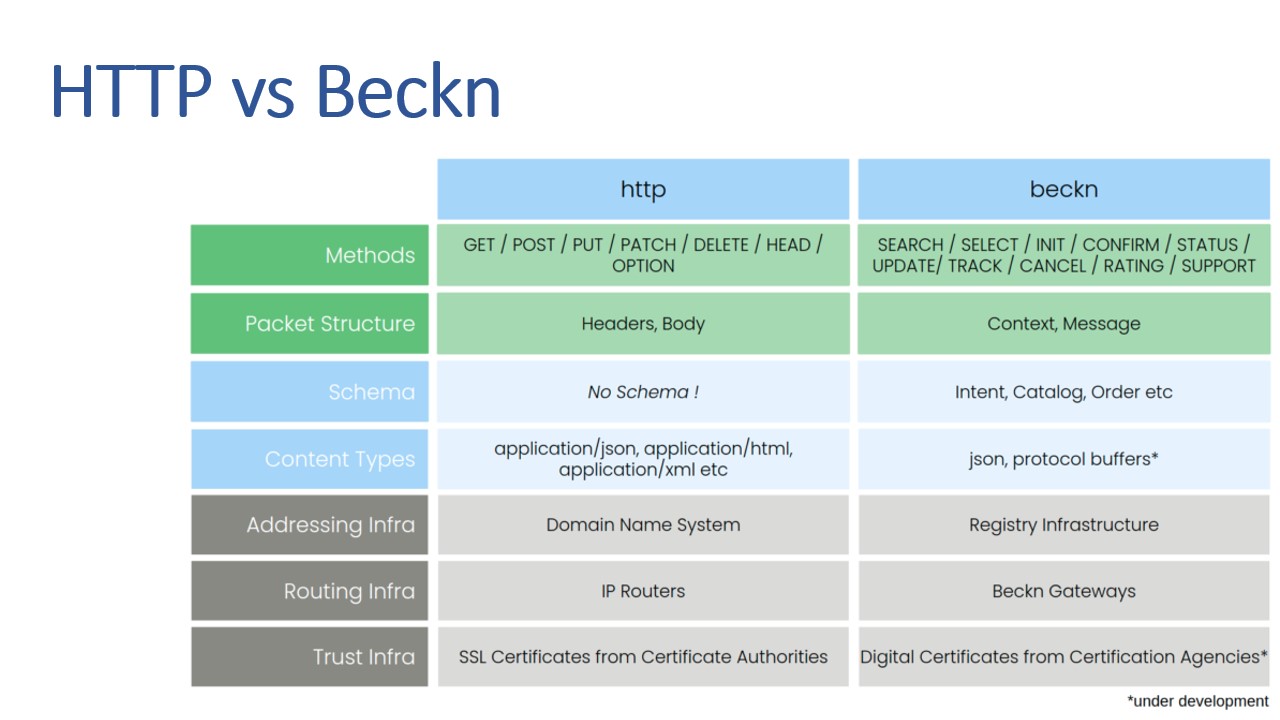 HTTP vs Beckn
http
beckn
Methods
GET / POST / PUT / PATCH / DELETE / HEAD /
OPTION
SEARCH / SELECT / INIT / CONFIRM / STATUS /
UPDATE/ TRACK / CANCEL / RATING / SUPPORT
Packet Structure
Headers, Body
Context, Message
Schema
No Schema !
Intent, Catalog, Order etc
Content Types
application/json, application/html,
application/xml etc
json, protocol buffers*
Addressing Infra
Domain Name System
Registry Infrastructure
Routing Infra
IP Routers
Beckn Gateways
Trust Infra
SSL Certificates from Certificate Authorities
Digital Certificates from Certification Agencies*
*under development